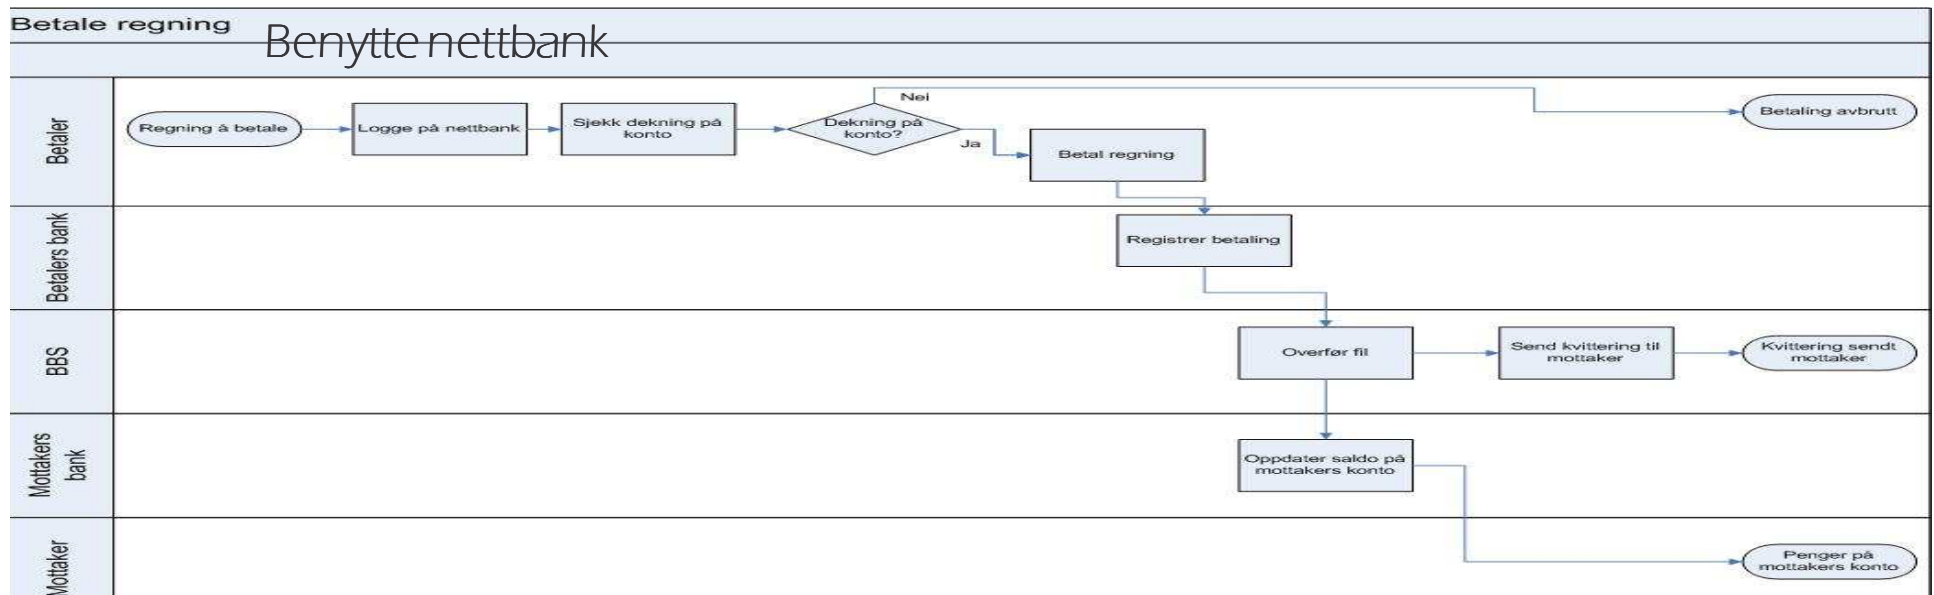 Betale regning
Benytte nettbank
Betaler
Regning å betale
Logge på nettbank
Sjekk dekning på
konto
Dekning på
konto?
Nei
Ja
Betal regning
Betaling avbrutt
Betalers bank
Registrer betaling
BBS
Overfør fil
Send kvittering til
mottaker
Kvittering sendt
mottaker
Mottakers
bank
Oppdater saldo på
mottakers konto
Mottaker
Penger på
mottakers konto